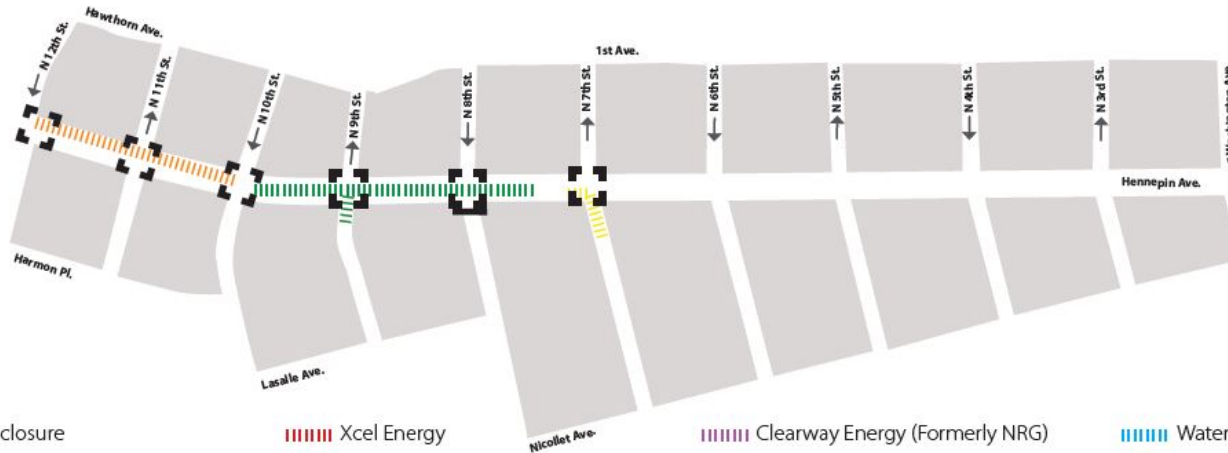 Hawthorn Ave.
N 12th St.
N 11th St.
N 10th St.
N 9th St.
N 8th St.
1st Ave.
N 7th St.
N 6th St.
N 5th St.
N 4th St.
N 3rd St.
Hennepin Ave.
Harmon Pl.
Lasalle Ave.
Nicollet Ave.
closure
Xcel Energy
Clearway Energy (Formerly NRG)
Water